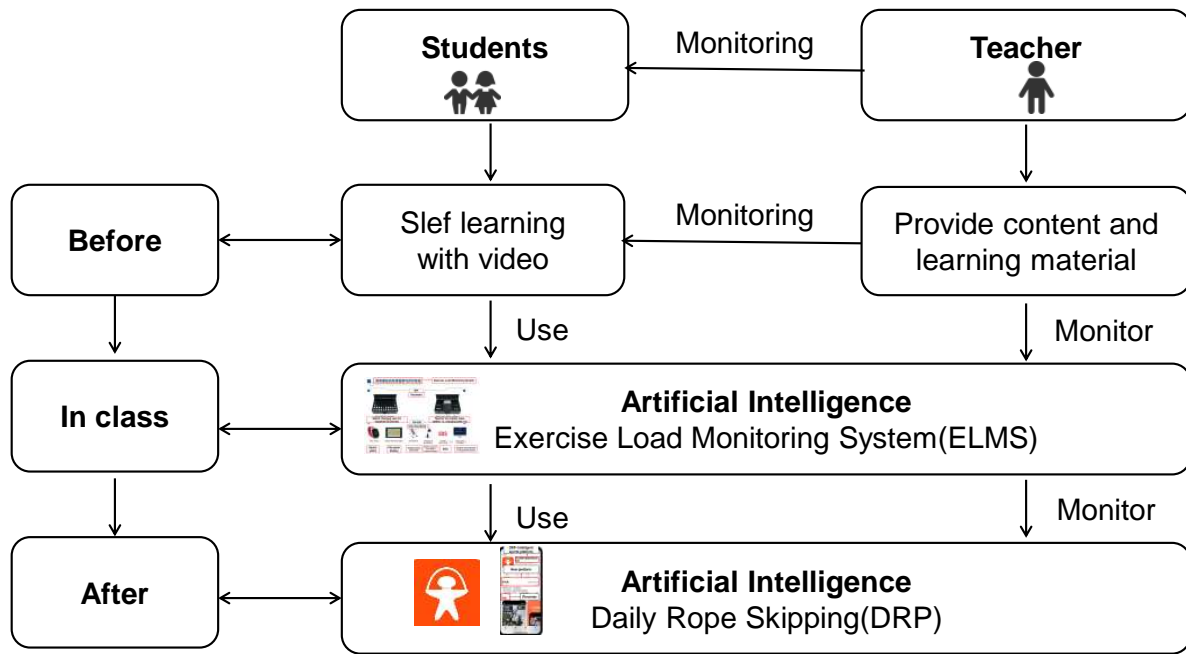 Students
Monitoring
Teacher
Before
Slef learning
with video
Monitoring
Provide content and
learning material
Use
Monitor
In class
Artificial Intelligence
Exercise Load Monitoring System(ELMS)
Use
Monitor
After
Artificial Intelligence
Daily Rope Skipping(DRP)